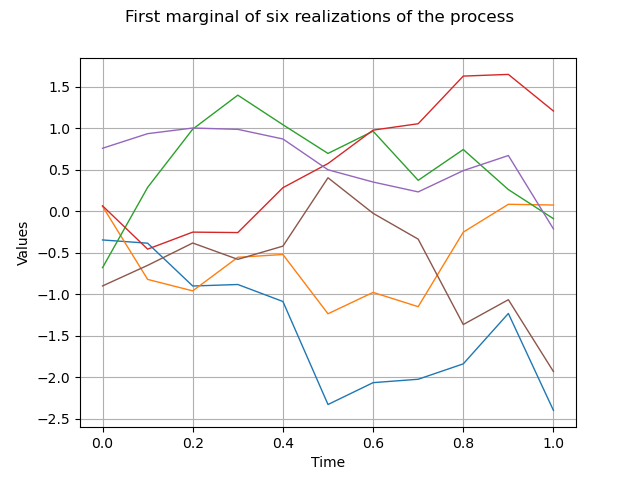 First marginal of six realizations of the process
1.5
1.0
0.5
0.0
−0.5
−1.0
−1.5
−2.0
−2.5
Values
0.0 0.2 0.4 0.6 0.8 1.0
Time